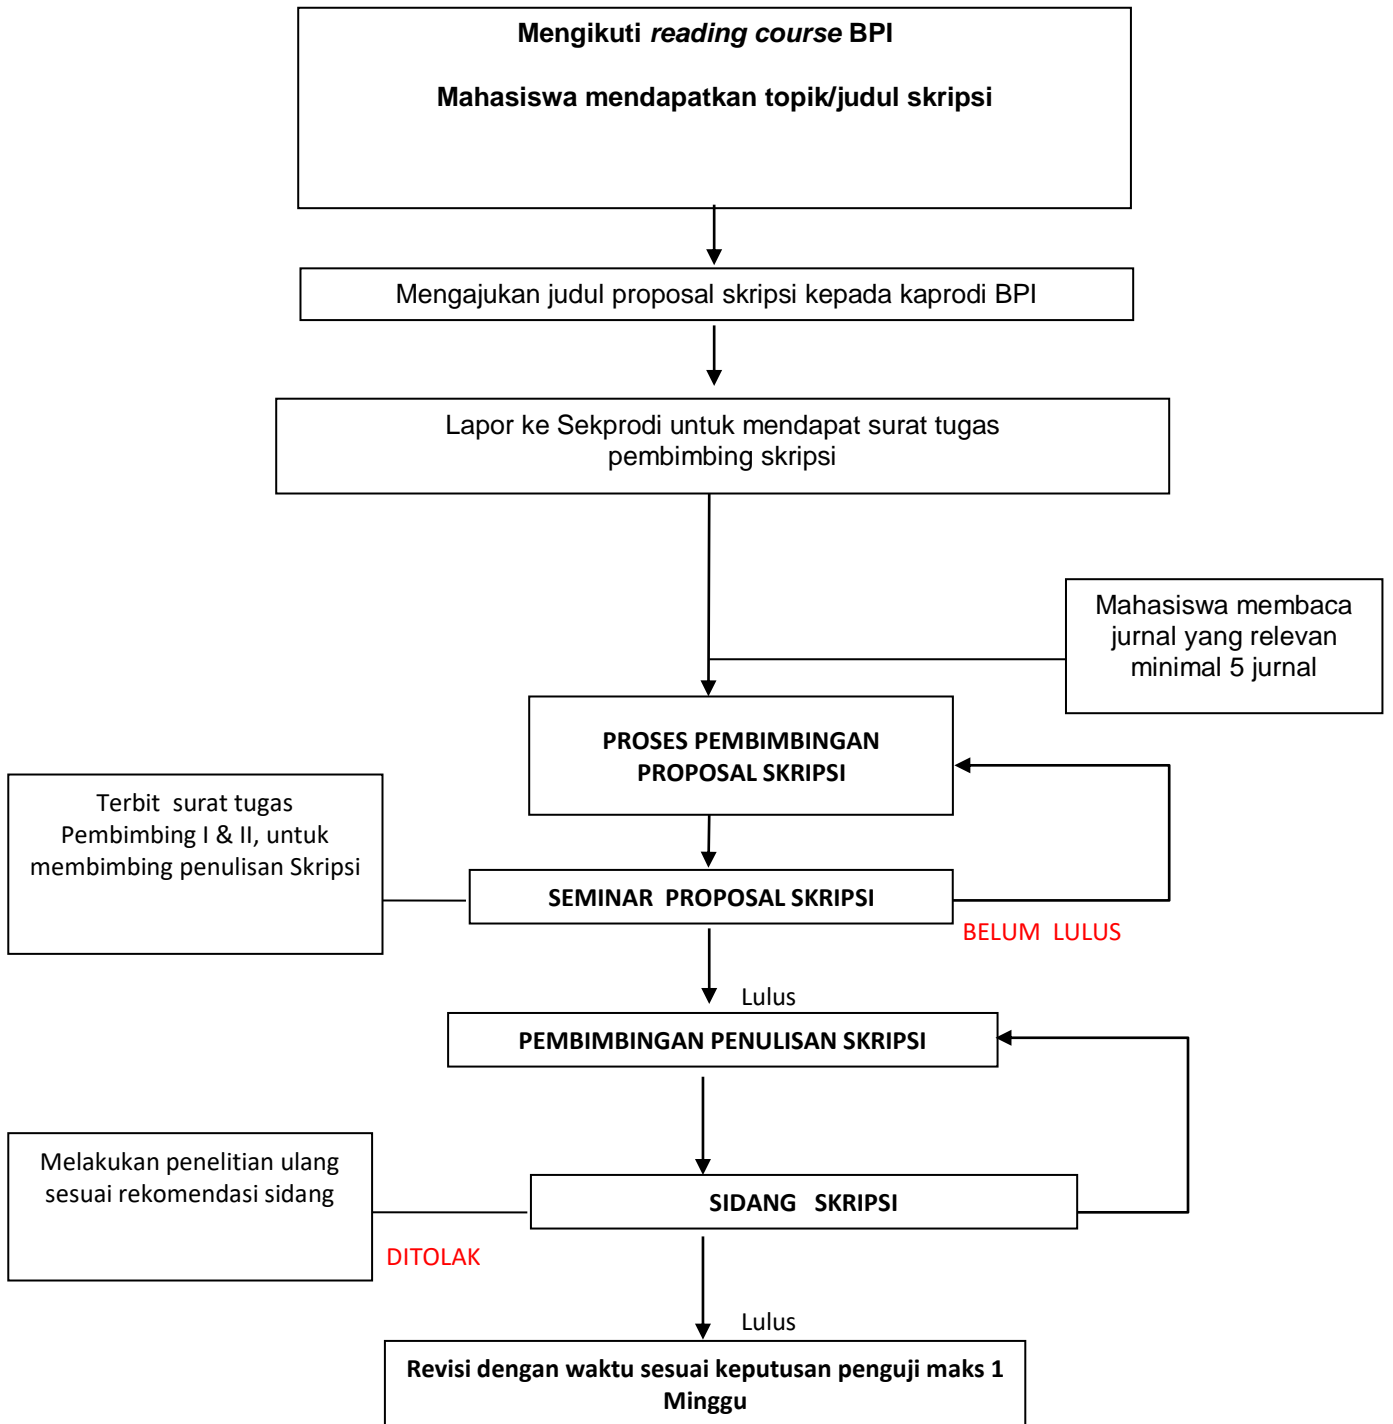 Mengikuti reading course BPI
Mahasiswa mendapatkan topik/judul skripsi
Mengajukan judul proposal skripsi kepada kaprodi BPI
Lapor ke Sekprodi untuk mendapat surat tugas
pembimbing skripsi
Mahasiswa membaca
jurnal yang relevan
minimal 5 jurnal
PROSES PEMBIMBINGAN
PROPOSAL SKRIPSI
Terbit surat tugas
Pembimbing I & II, untuk
membimbing penulisan Skripsi
SEMINAR PROPOSAL SKRIPSI
BELUM LULUS
Lulus
PEMBIMBINGAN PENULISAN SKRIPSI
Melakukan penelitian ulang
sesuai rekomendasi sidang
SIDANG SKRIPSI
DITOLAK
Lulus
Revisi dengan waktu sesuai keputusan penguji maks 1
Minggu